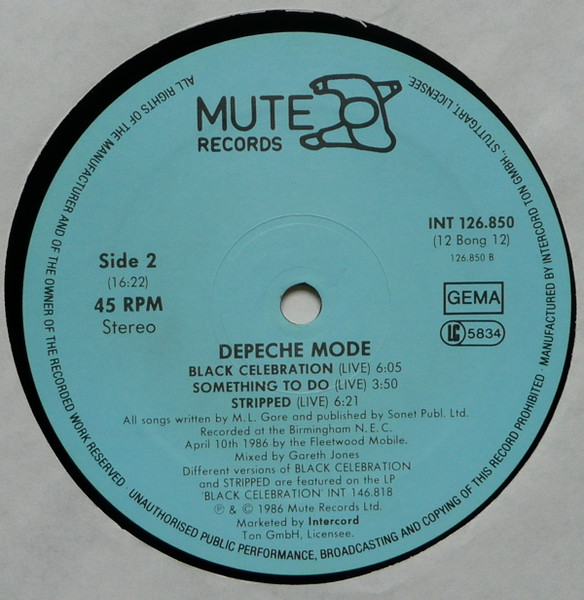 MUTE
RECORDS
INT 126.850
(12 Bong 12)
126.850 B
Side 2
(16:22)
45 RPM
Stereo
GEMA
LC 5834
DEPECHE MODE
BLACK CELEBRATION (LIVE) 6:05
SOMETHING TO DO (LIVE) 3:50
STRIPPED (LIVE) 6:21
All songs written by M.L. Gore and published by Sonet Publ. Ltd.
Recorded at the Birmingham N.E.C.
April 10th 1986 by the Fleetwood Mobile.
Mixed by Gareth Jones
Different versions of BLACK CELEBRATION
and STRIPPED are featured on the LP
'BLACK CELEBRATION' INT 146.818
℗ & © 1986 Mute Records Ltd.
Marketed by Intercord
Ton GmbH, Licensee.
ALL RIGHTS OF THE MANUFACTURER AND OF THE OWNER OF THE RECORDED WORK RESERVED · UNAUTHORISED PUBLIC PERFORMANCE, BROADCASTING AND COPYING OF THIS RECORD PROHIBITED · MANUFACTURED BY INTERCORD TON GMBH, STUTTGART, LICENSEE.